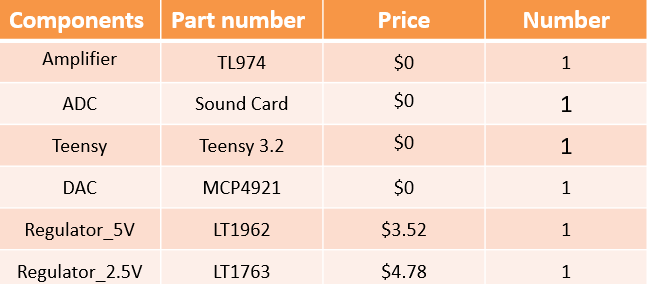 Components Part number Price Number
Amplifier TL974 $0 1
ADC Sound Card $0 1
Teensy Teensy 3.2 $0 1
DAC MCP4921 $0 1
Regulator_5V LT1962 $3.52 1
Regulator_2.5V LT1763 $4.78 1